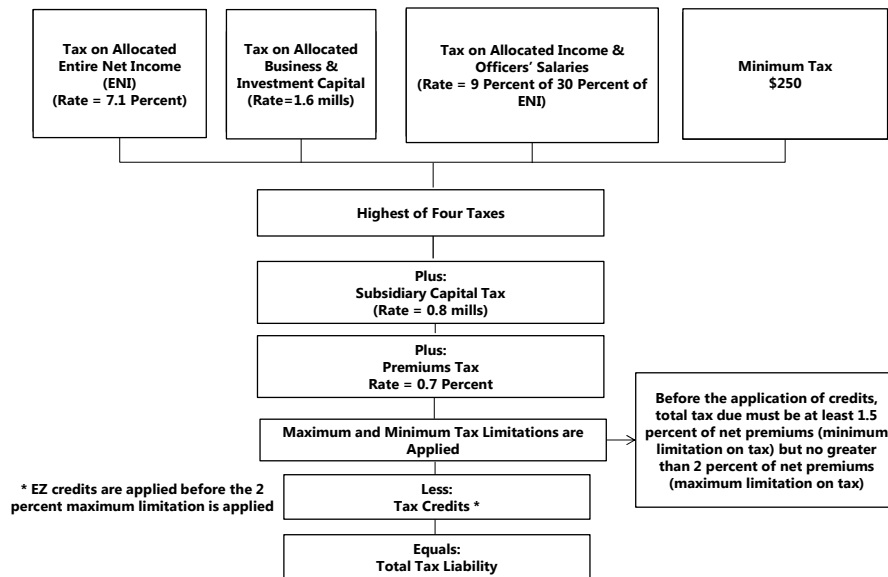 Tax on Allocated
Entire Net Income
(ENI)
(Rate = 7.1 Percent)
Tax on Allocated
Business &
Investment Capital
(Rate=1.6 mills)
Tax on Allocated Income &
Officers’ Salaries
(Rate = 9 Percent of 30 Percent of
ENI)
Minimum Tax
$250
Highest of Four Taxes
Plus:
Subsidiary Capital Tax
(Rate = 0.8 mills)
Plus:
Premiums Tax
Rate = 0.7 Percent
Maximum and Minimum Tax Limitations are
Applied
Before the application of credits,
total tax due must be at least 1.5
percent of net premiums (minimum
limitation on tax) but no greater
than 2 percent of net premiums
(maximum limitation on tax)
* EZ credits are applied before the 2
percent maximum limitation is applied
Less:
Tax Credits *
Equals:
Total Tax Liability